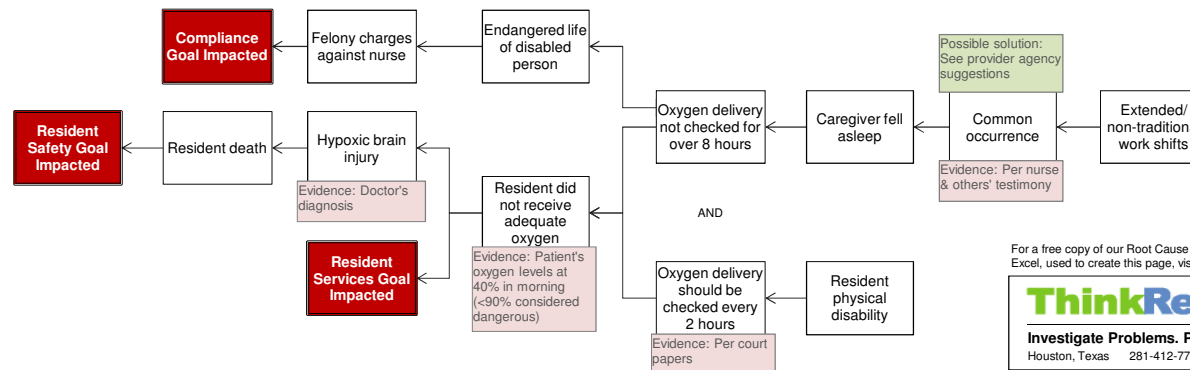 Compliance
Goal Impacted
Felony charges
against nurse
Endangered life
of disabled
person
Possible solution:
See provider agency
suggestions
Resident
Safety Goal
Impacted
Resident death
Hypoxic brain
injury
Evidence: Doctor's
diagnosis
Oxygen delivery
not checked for
over 8 hours
Caregiver fell
asleep
Common
occurrence
Evidence: Per nurse
& others' testimony
Extended/
work shifts
Resident did
not receive
adequate
oxygen
Evidence: Patient's
oxygen levels at
40% in morning
(<90% considered
dangerous)
AND
Resident
Services Goal
Impacted
Oxygen delivery
should be
checked every
2 hours
Evidence: Per court
papers
Resident
physical
disability
For a free copy of our Root Cause
Excel, used to create this page,
ThinkRe
Investigate Problems.
Houston, Texas 281-412-77